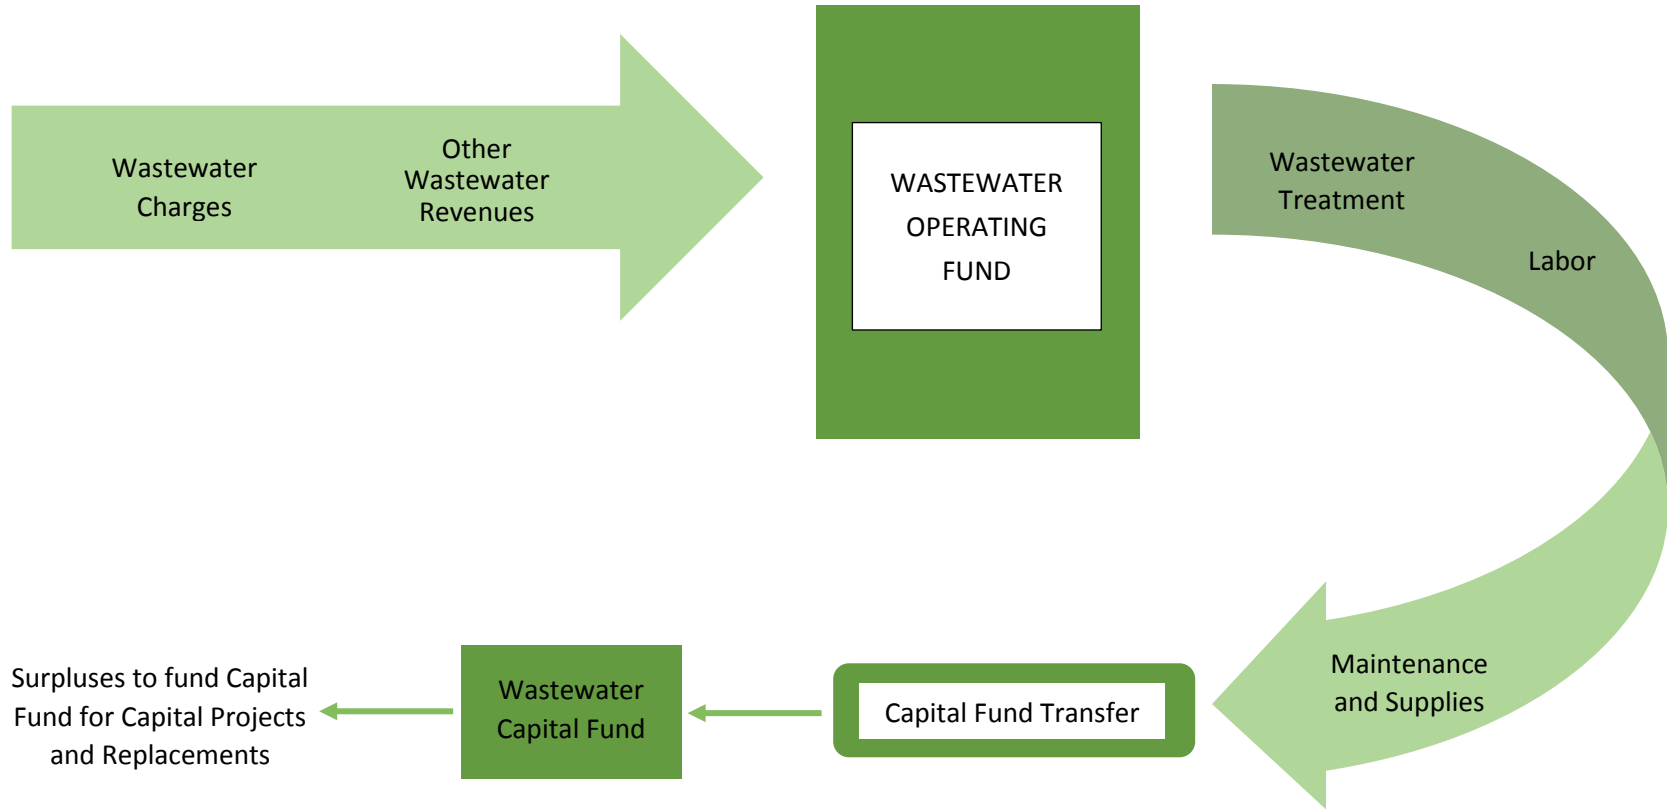 Wastewater
Charges
Other
Wastewater
Revenues
WASTEWATER
OPERATING
FUND
Wastewater
Treatment
Labor
Maintenance
and Supplies
Capital Fund Transfer
Wastewater
Capital Fund
Surpluses to fund Capital
Fund for Capital Projects
and Replacements